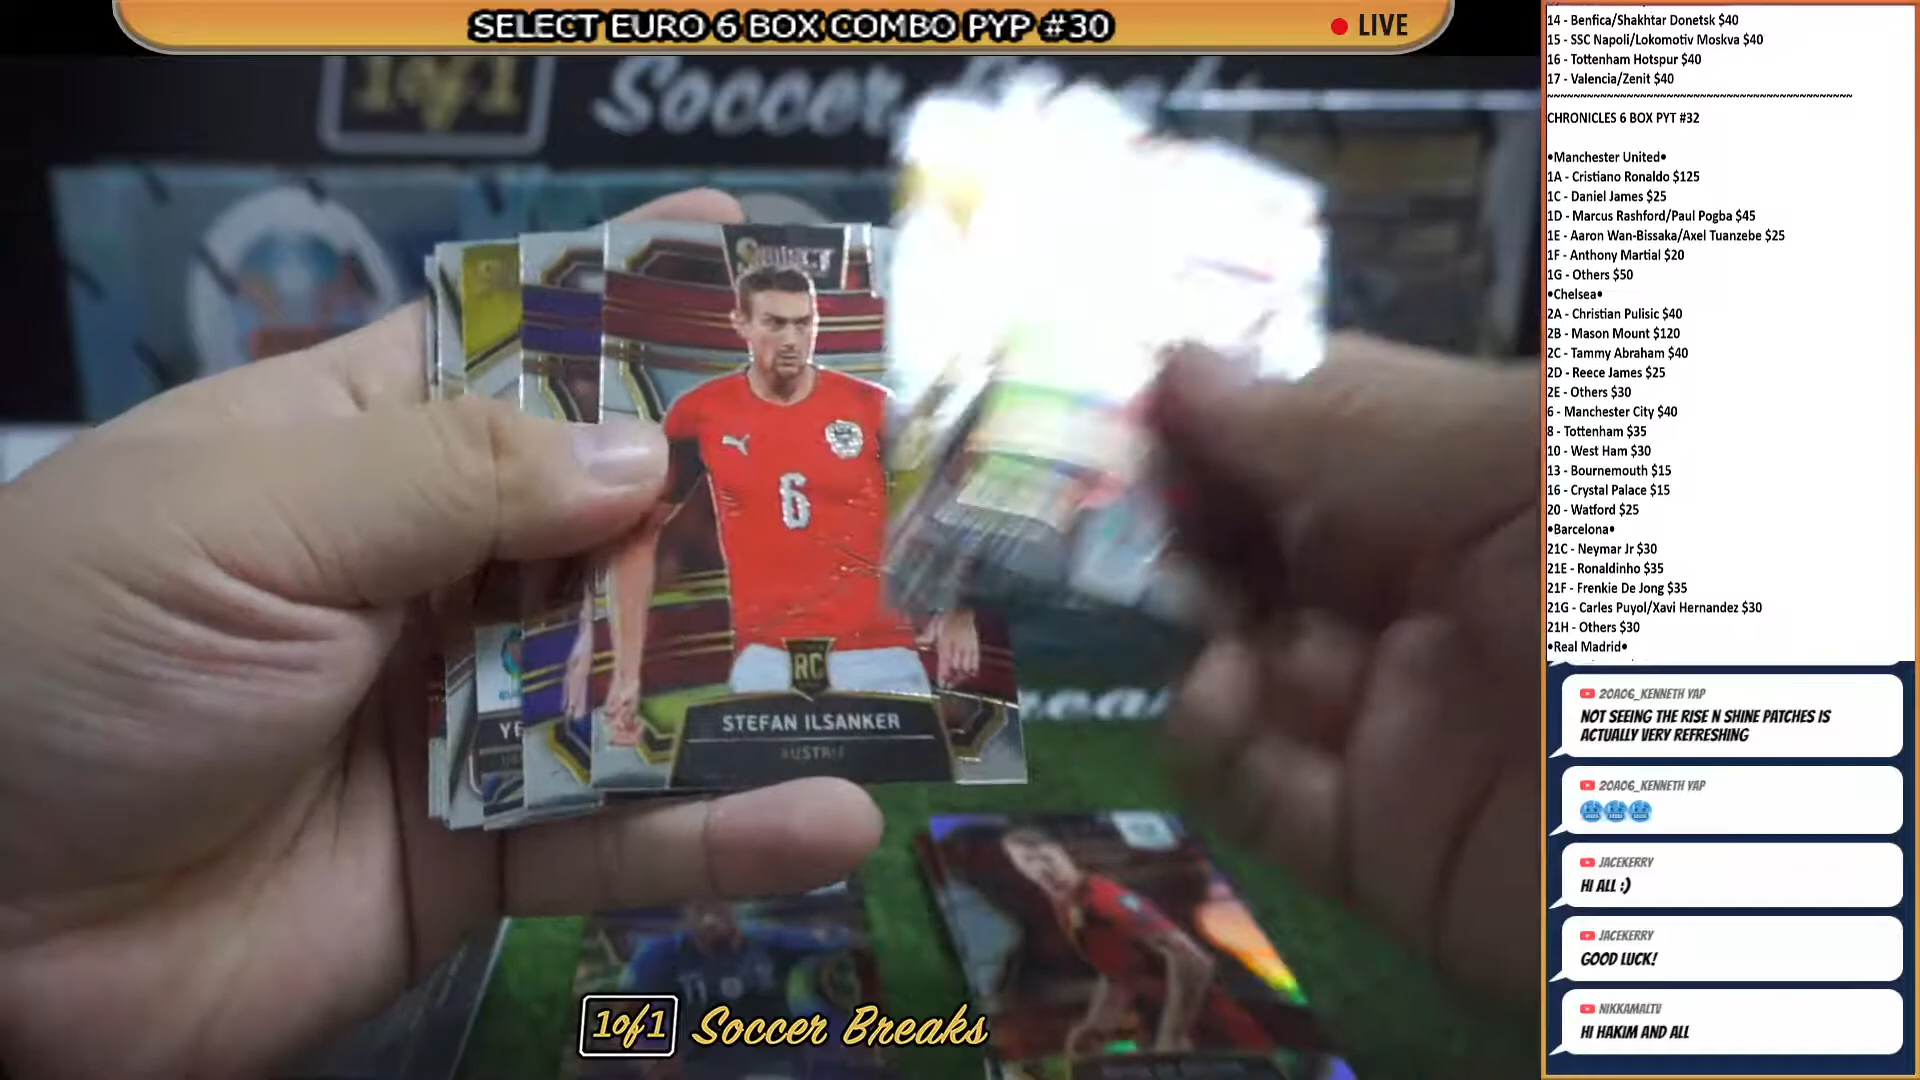 SELECT EURO 6 BOX COMBO PYP #30
LIVE
1of1 Soccer
SELECT
6
RC
STEFAN ILSANKER
AUSTRIA
YE
11
1of1 Soccer Breaks
14 - Benfica/Shakhtar Donetsk $40
15 - SSC Napoli/Lokomotiv Moskva $40
16 - Tottenham Hotspur $40
17 - Valencia/Zenit $40
~~~~~~~~~~~~~~~~~~~~~~~~~~~~~~~~~~~~~~~~~~~~~~
CHRONICLES 6 BOX PYT #32
•Manchester United•
1A - Cristiano Ronaldo $125
1C - Daniel James $25
1D - Marcus Rashford/Paul Pogba $45
1E - Aaron Wan-Bissaka/Axel Tuanzebe $25
1F - Anthony Martial $20
1G - Others $50
•Chelsea•
2A - Christian Pulisic $40
2B - Mason Mount $120
2C - Tammy Abraham $40
2D - Reece James $25
2E - Others $30
6 - Manchester City $40
8 - Tottenham $35
10 - West Ham $30
13 - Bournemouth $15
16 - Crystal Palace $15
20 - Watford $25
•Barcelona•
21C - Neymar Jr $30
21E - Ronaldinho $35
21F - Frenkie De Jong $35
21G - Carles Puyol/Xavi Hernandez $30
21H - Others $30
•Real Madrid•
20A06_KENNETH YAP
NOT SEEING THE RISE N SHINE PATCHES IS
ACTUALLY VERY REFRESHING
20A06_KENNETH YAP
🥶🥶🥶
JACEKERRY
HI ALL :)
JACEKERRY
GOOD LUCK!
NIKKAMALTV
HI HAKIM AND ALL